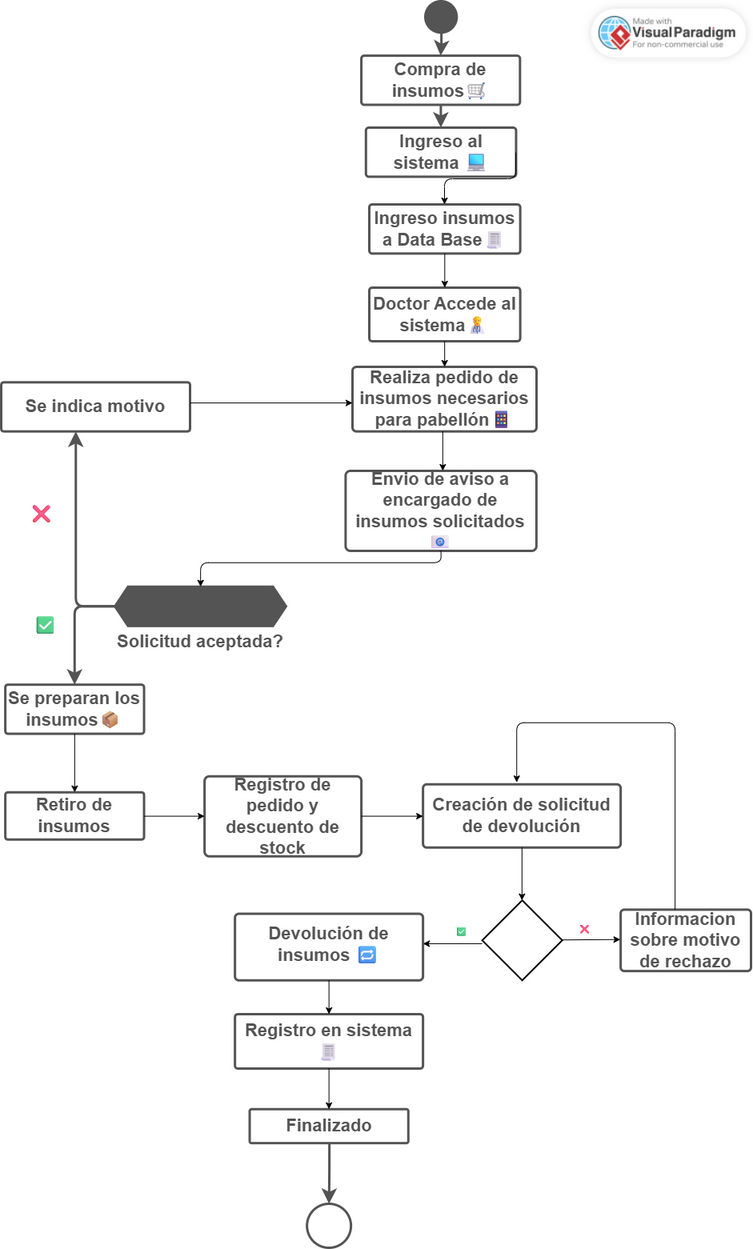 Made with
Visual Paradigm
For non-commercial use
Compra de
insumos
Ingreso al
sistema
Ingreso insumos
a Data Base
Doctor Accede al
sistema
Realiza pedido de
insumos necesarios
para pabellón
Se indica motivo
Envio de aviso a
encargado de
insumos solicitados
Solicitud aceptada?
Se preparan los
insumos
Retiro de
insumos
Registro de
pedido y
descuento de
stock
Creación de solicitud
de devolución
Informacion
sobre motivo
de rechazo
Devolución de
insumos
Registro en sistema
Finalizado